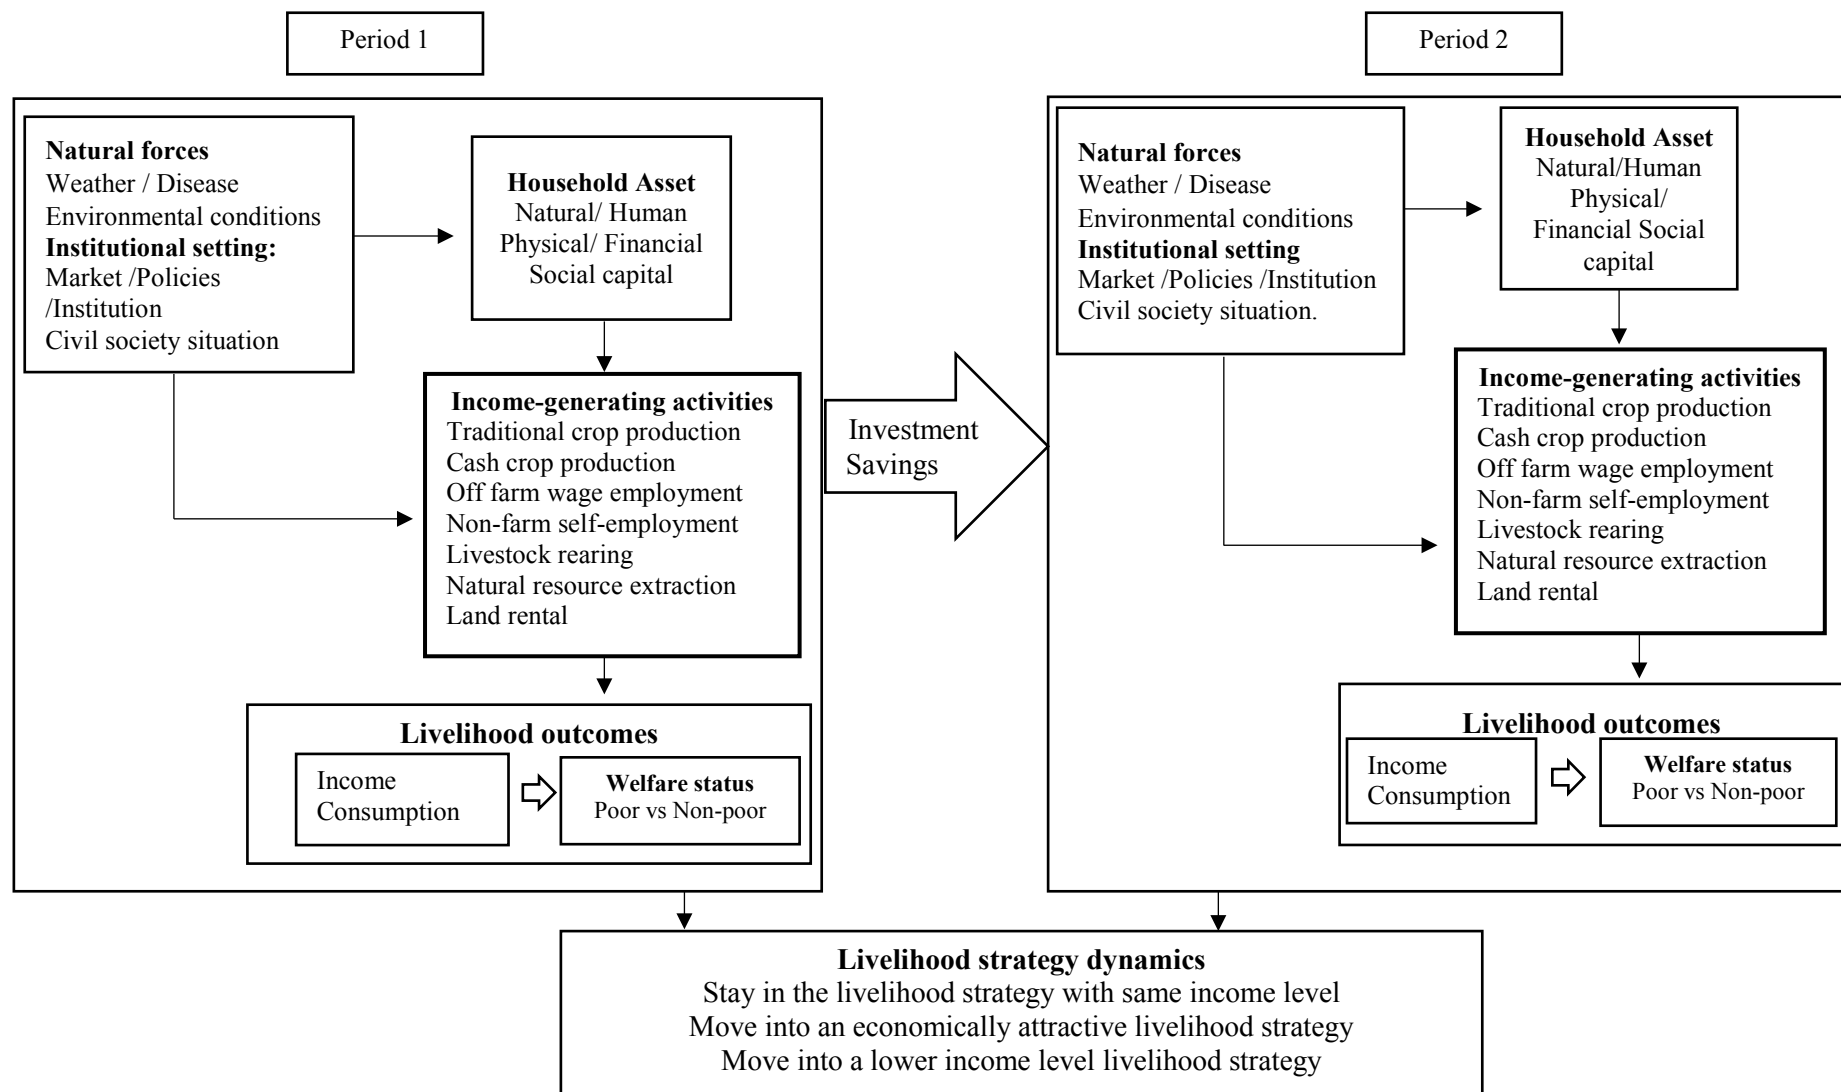 Period 1
Period 2
Natural forces
Weather / Disease
Environmental conditions
Institutional setting:
Market /Policies
/Institution
Civil society situation
Household Asset
Natural/ Human
Physical/ Financial
Social capital
Income-generating activities
Traditional crop production
Cash crop production
Off farm wage employment
Non-farm self-employment
Livestock rearing
Natural resource extraction
Land rental
Livelihood outcomes
Income
Consumption
Welfare status
Poor vs Non-poor
Investment
Savings
Natural forces
Weather / Disease
Environmental conditions
Institutional setting
Market /Policies /Institution
Civil society situation.
Household Asset
Natural/Human
Physical/
Financial Social
capital
Income-generating activities
Traditional crop production
Cash crop production
Off farm wage employment
Non-farm self-employment
Livestock rearing
Natural resource extraction
Land rental
Livelihood outcomes
Income
Consumption
Welfare status
Poor vs Non-poor
Livelihood strategy dynamics
Stay in the livelihood strategy with same income level
Move into an economically attractive livelihood strategy
Move into a lower income level livelihood strategy